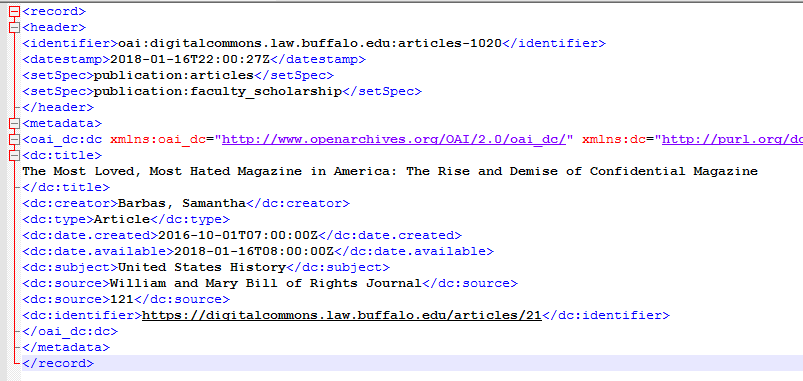 <record>
<header>
<identifier>oai:digitalcommons.law.buffalo.edu:articles-1020</identifier>
<datestamp>2018-01-16T22:00:27Z</datestamp>
<setSpec>publication:articles</setSpec>
<setSpec>publication:faculty_scholarship</setSpec>
</header>
<metadata>
<oai_dc:dc xmlns:oai_dc="http://www.openarchives.org/OAI/2.0/oai_dc/" xmlns:dc="http://purl.org/dc
<dc:title>
The Most Loved, Most Hated Magazine in America: The Rise and Demise of Confidential Magazine
</dc:title>
<dc:creator>Barbas, Samantha</dc:creator>
<dc:type>Article</dc:type>
<dc:date.created>2016-10-01T07:00:00Z</dc:date.created>
<dc:date.available>2018-01-16T08:00:00Z</dc:date.available>
<dc:subject>United States History</dc:subject>
<dc:source>William and Mary Bill of Rights Journal</dc:source>
<dc:source>121</dc:source>
<dc:identifier>https://digitalcommons.law.buffalo.edu/articles/21</dc:identifier>
</oai_dc:dc>
</metadata>
</record>